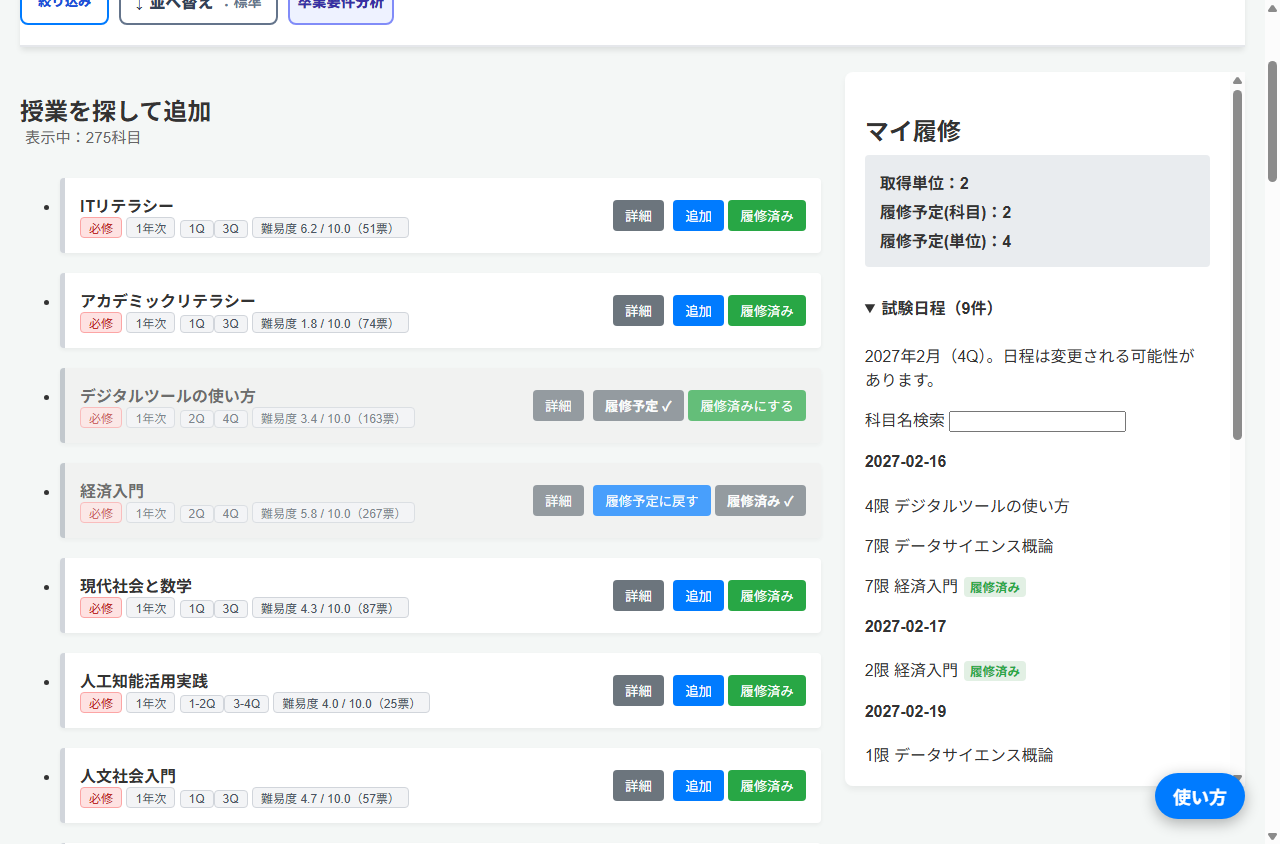 絞り込み
↓ 並べ替え ：標準
卒業要件分析
授業を探して追加
表示中：275科目
ITリテラシー
必修 1年次 1Q 3Q 難易度 6.2 / 10.0（51票）
詳細 追加 履修済み
アカデミックリテラシー
必修 1年次 1Q 3Q 難易度 1.8 / 10.0（74票）
詳細 追加 履修済み
デジタルツールの使い方
必修 1年次 2Q 4Q 難易度 3.4 / 10.0（163票）
詳細 履修予定 ✓ 履修済みにする
経済入門
必修 1年次 2Q 4Q 難易度 5.8 / 10.0（267票）
詳細 履修予定に戻す 履修済み ✓
現代社会と数学
必修 1年次 1Q 3Q 難易度 4.3 / 10.0（87票）
詳細 追加 履修済み
人工知能活用実践
必修 1年次 1-2Q 3-4Q 難易度 4.0 / 10.0（25票）
詳細 追加 履修済み
人文社会入門
必修 1年次 1Q 3Q 難易度 4.7 / 10.0（57票）
詳細 追加 履修済み
マイ履修
取得単位：2
履修予定(科目)：2
履修予定(単位)：4
▼ 試験日程（9件）
2027年2月（4Q）。日程は変更される可能性が
あります。
科目名検索
2027-02-16
4限 デジタルツールの使い方
7限 データサイエンス概論
7限 経済入門 履修済み
2027-02-17
2限 経済入門 履修済み
2027-02-19
1限 データサイエンス概論
使い方